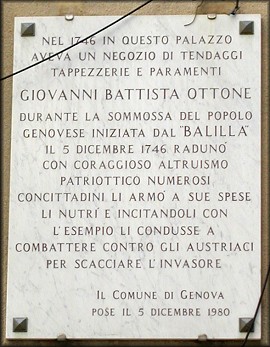 NEL 1746 IN QUESTO PALAZZO
AVEVA UN NEGOZIO DI TENDAGGI
TAPPEZZERIE E PARAMENTI
GIOVANNI BATTISTA OTTONE
DURANTE LA SOMMOSSA DEL POPOLO
GENOVESE INIZIATA DAL "BALILLA"
IL 5 DICEMBRE 1746 RADUNO'
CON CORAGGIOSO ALTRUISMO
PATRIOTTICO NUMEROSI
CONCITTADINI LI ARMO' A SUE SPESE
LI NUTRI' E INCITANDOLI CON
L'ESEMPIO LI CONDUSSE A
COMBATTERE CONTRO GLI AUSTRIACI
PER SCACCIARE L'INVASORE
IL COMUNE DI GENOVA
POSE IL 5 DICEMBRE 1980